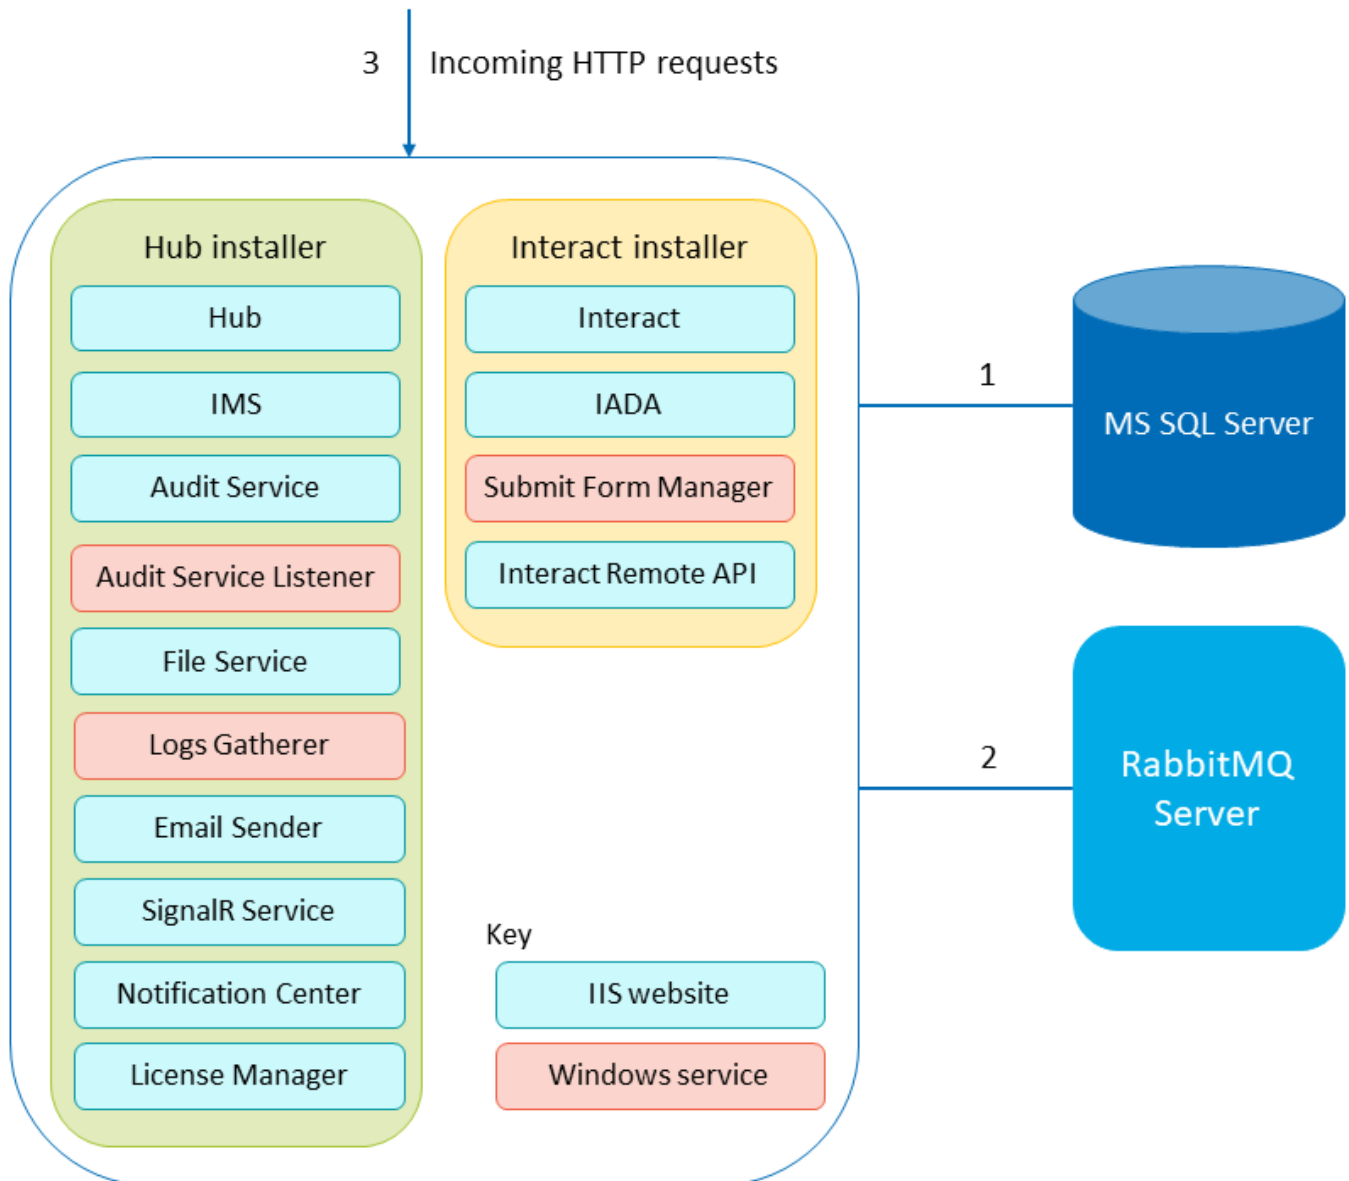 3
Incoming HTTP requests
Hub installer
Hub
IMS
Audit Service
Audit Service Listener
File Service
Logs Gatherer
Email Sender
SignalR Service
Notification Center
License Manager
Interact installer
Interact
IADA
Submit Form Manager
Interact Remote API
Key
IIS website
Windows service
1
MS SQL Server
2
RabbitMQ
Server